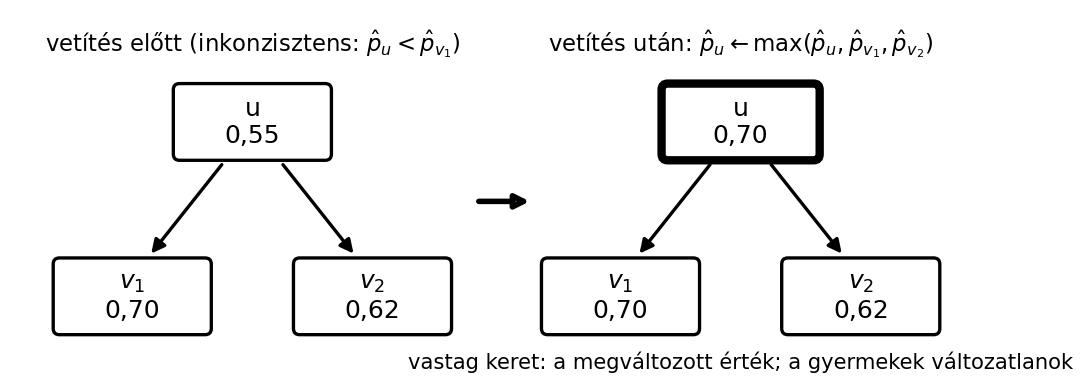 vetítés előtt (inkonzisztens: p̂_u < p̂_{v_1})
u
0,55
v_1
0,70
v_2
0,62
vetítés után: p̂_u ← max(p̂_u, p̂_{v_1}, p̂_{v_2})
u
0,70
v_1
0,70
v_2
0,62
vastag keret: a megváltozott érték; a gyermekek változatlanok